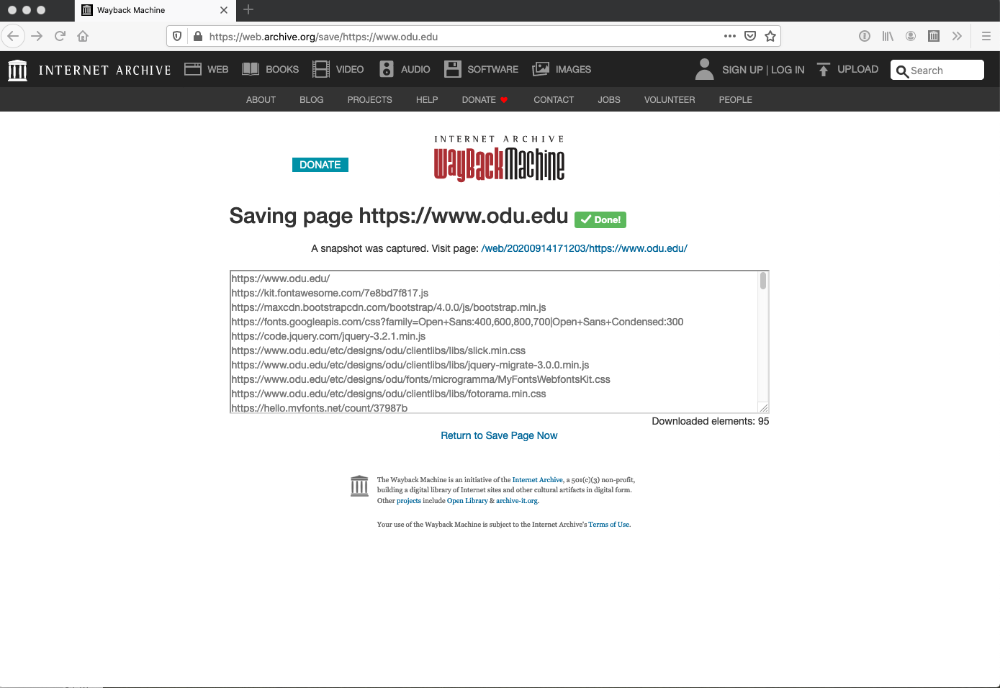 Wayback Machine
https://web.archive.org/save/https://www.odu.edu
INTERNET ARCHIVE WEB BOOKS VIDEO AUDIO SOFTWARE IMAGES SIGN UP | LOG IN UPLOAD Search
ABOUT BLOG PROJECTS HELP DONATE CONTACT JOBS VOLUNTEER PEOPLE
INTERNET ARCHIVE
WayBackMachine
DONATE
Saving page https://www.odu.edu Done!
A snapshot was captured. Visit page: /web/20200914171203/https://www.odu.edu/
https://www.odu.edu/
https://kit.fontawesome.com/7e8bd7f817.js
https://maxcdn.bootstrapcdn.com/bootstrap/4.0.0/js/bootstrap.min.js
https://fonts.googleapis.com/css?family=Open+Sans:400,600,800,700|Open+Sans+Condensed:300
https://code.jquery.com/jquery-3.2.1.min.js
https://www.odu.edu/etc/designs/odu/clientlibs/libs/slick.min.css
https://www.odu.edu/etc/designs/odu/clientlibs/libs/jquery-migrate-3.0.0.min.js
https://www.odu.edu/etc/designs/odu/fonts/microgramma/MyFontsWebfontsKit.css
https://www.odu.edu/etc/designs/odu/clientlibs/libs/fotorama.min.css
https://hello.myfonts.net/count/37987b
Downloaded elements: 95
Return to Save Page Now
The Wayback Machine is an initiative of the Internet Archive, a 501(c)(3) non-profit,
building a digital library of Internet sites and other cultural artifacts in digital form.
Other projects include Open Library & archive-it.org.
Your use of the Wayback Machine is subject to the Internet Archive's Terms of Use.